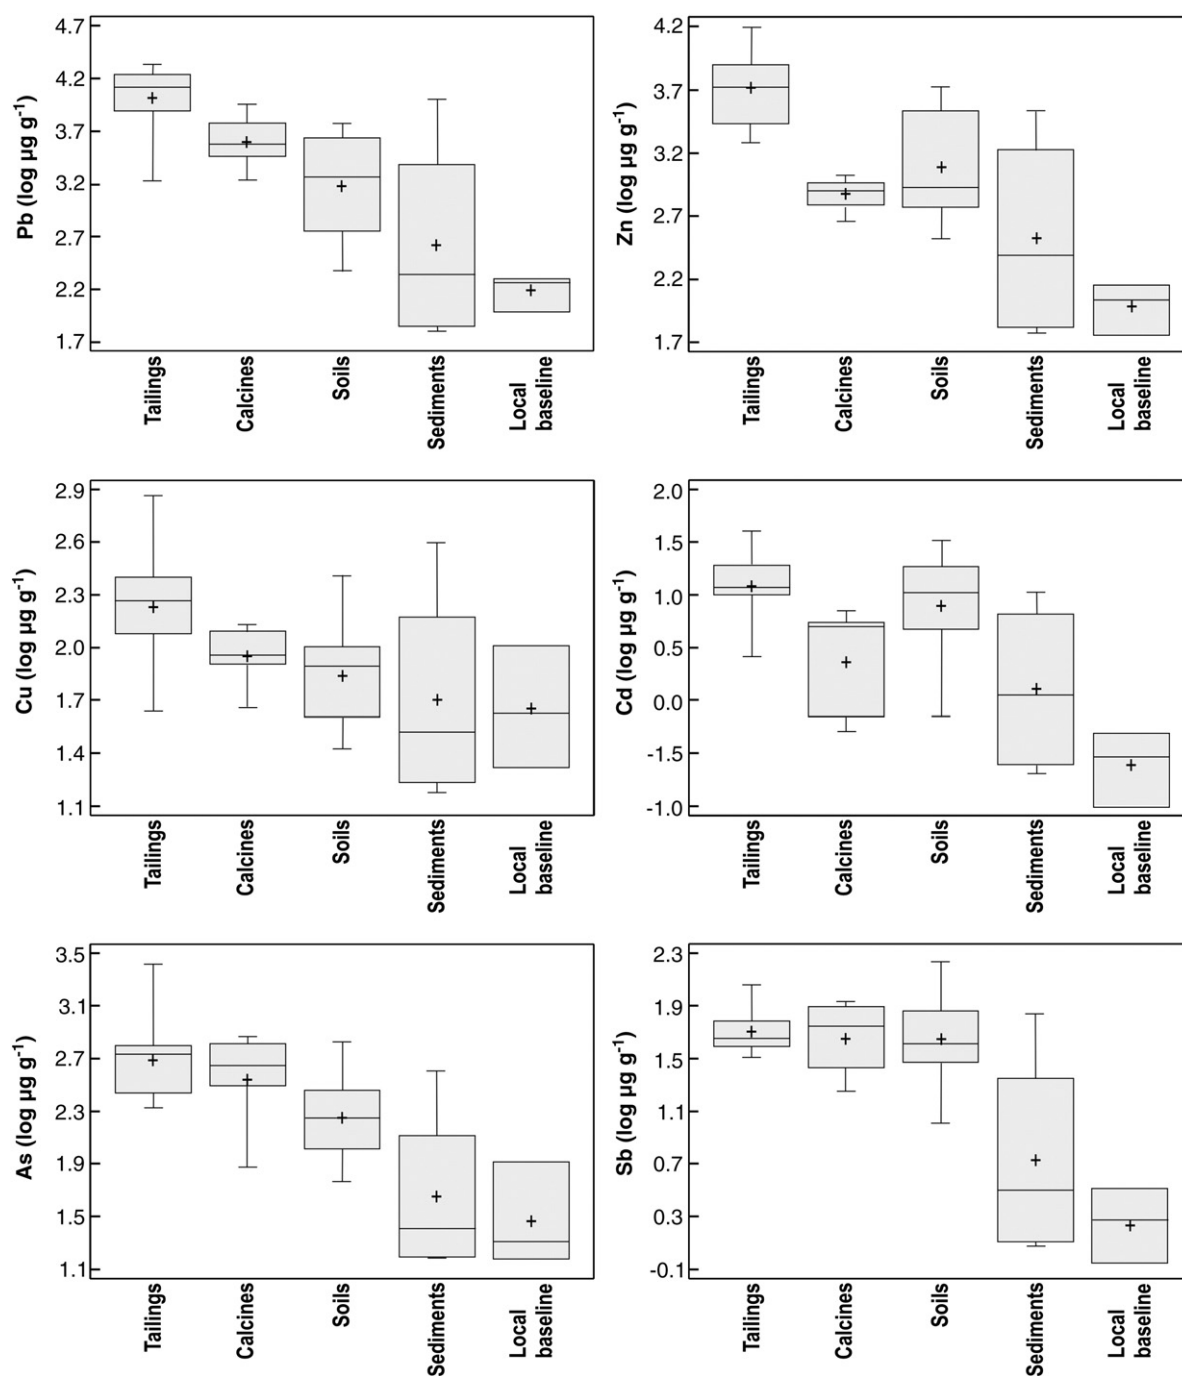 4.7
4.2
3.7
3.2
2.7
2.2
1.7
Pb (log µg g-1)
Tailings
Calcines
Soils
Sediments
Local
baseline
4.2
3.7
3.2
2.7
2.2
1.7
Zn (log µg g-1)
Tailings
Calcines
Soils
Sediments
Local
baseline
2.9
2.6
2.3
2.0
1.7
1.4
1.1
Cu (log µg g-1)
Tailings
Calcines
Soils
Sediments
Local
baseline
2.0
1.5
1.0
0.5
0.0
-1.5
-1.0
Cd (log µg g-1)
Tailings
Calcines
Soils
Sediments
Local
baseline
3.5
3.1
2.7
2.3
1.9
1.5
1.1
As (log µg g-1)
Tailings
Calcines
Soils
Sediments
Local
baseline
2.3
1.9
1.5
1.1
0.7
0.3
-0.1
Sb (log µg g-1)
Tailings
Calcines
Soils
Sediments
Local
baseline